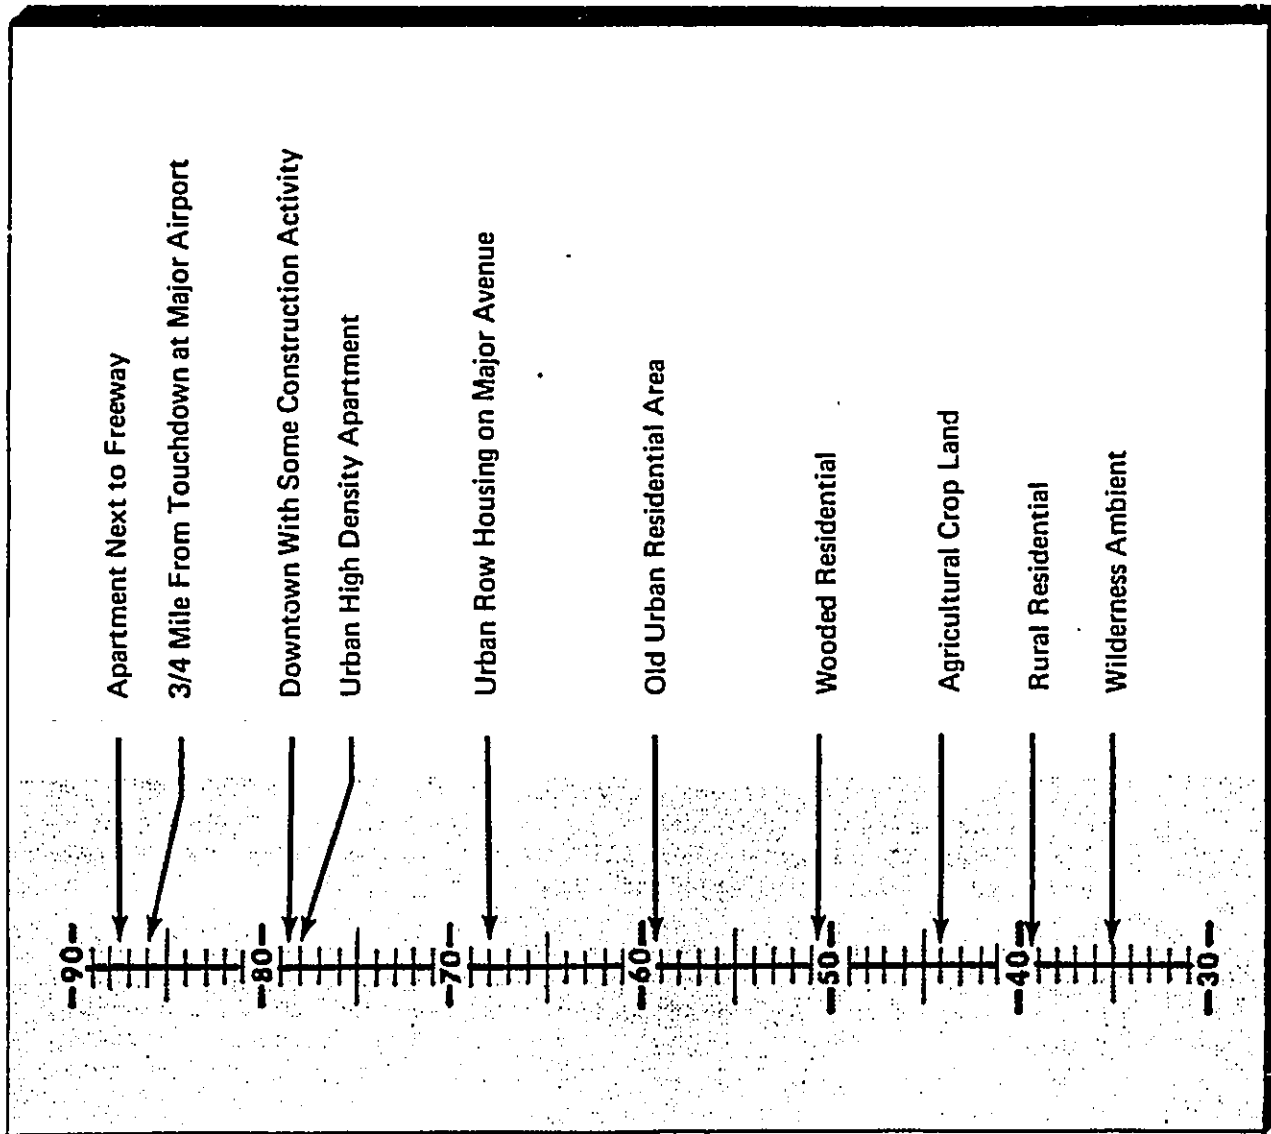 Apartment Next to Freeway
3/4 Mile From Touchdown at Major Airport
Downtown With Some Construction Activity
Urban High Density Apartment
Urban Row Housing on Major Avenue
Old Urban Residential Area
Wooded Residential
Agricultural Crop Land
Rural Residential
Wilderness Ambient
-90-
-80-
-70-
-60-
-50-
-40-
-30-